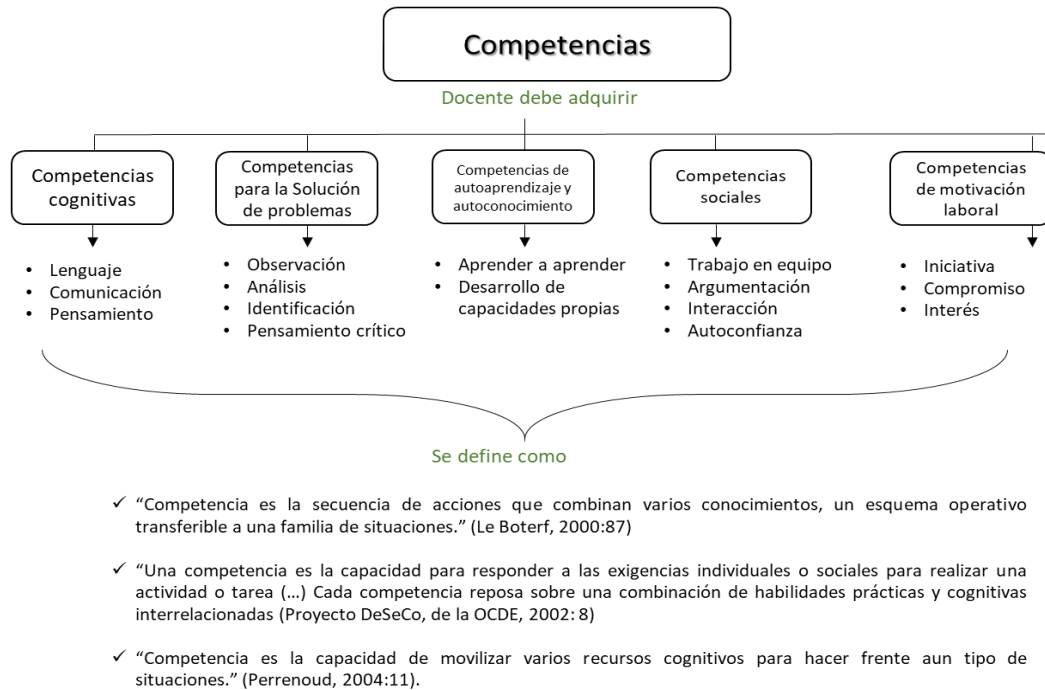 Competencias
Docente debe adquirir
Competencias
cognitivas
Competencias
para la Solución
de problemas
Competencias de
autoaprendizaje y
autoconocimiento
Competencias
sociales
Competencias
de motivación
laboral
• Lenguaje
• Comunicación
• Pensamiento
• Observación
• Análisis
• Identificación
• Pensamiento crítico
• Aprender a aprender
• Desarrollo de
capacidades propias
• Trabajo en equipo
• Argumentación
• Interacción
• Autoconfianza
• Iniciativa
• Compromiso
• Interés
Se define como
✓ “Competencia es la secuencia de acciones que combinan varios conocimientos, un esquema operativo
transferible a una familia de situaciones.” (Le Boterf, 2000:87)
✓ “Una competencia es la capacidad para responder a las exigencias individuales o sociales para realizar una
actividad o tarea (...) Cada competencia reposa sobre una combinación de habilidades prácticas y cognitivas
interrelacionadas (Proyecto DeSeCo, de la OCDE, 2002: 8)
✓ “Competencia es la capacidad de movilizar varios recursos cognitivos para hacer frente aun tipo de
situaciones.” (Perrenoud, 2004:11).